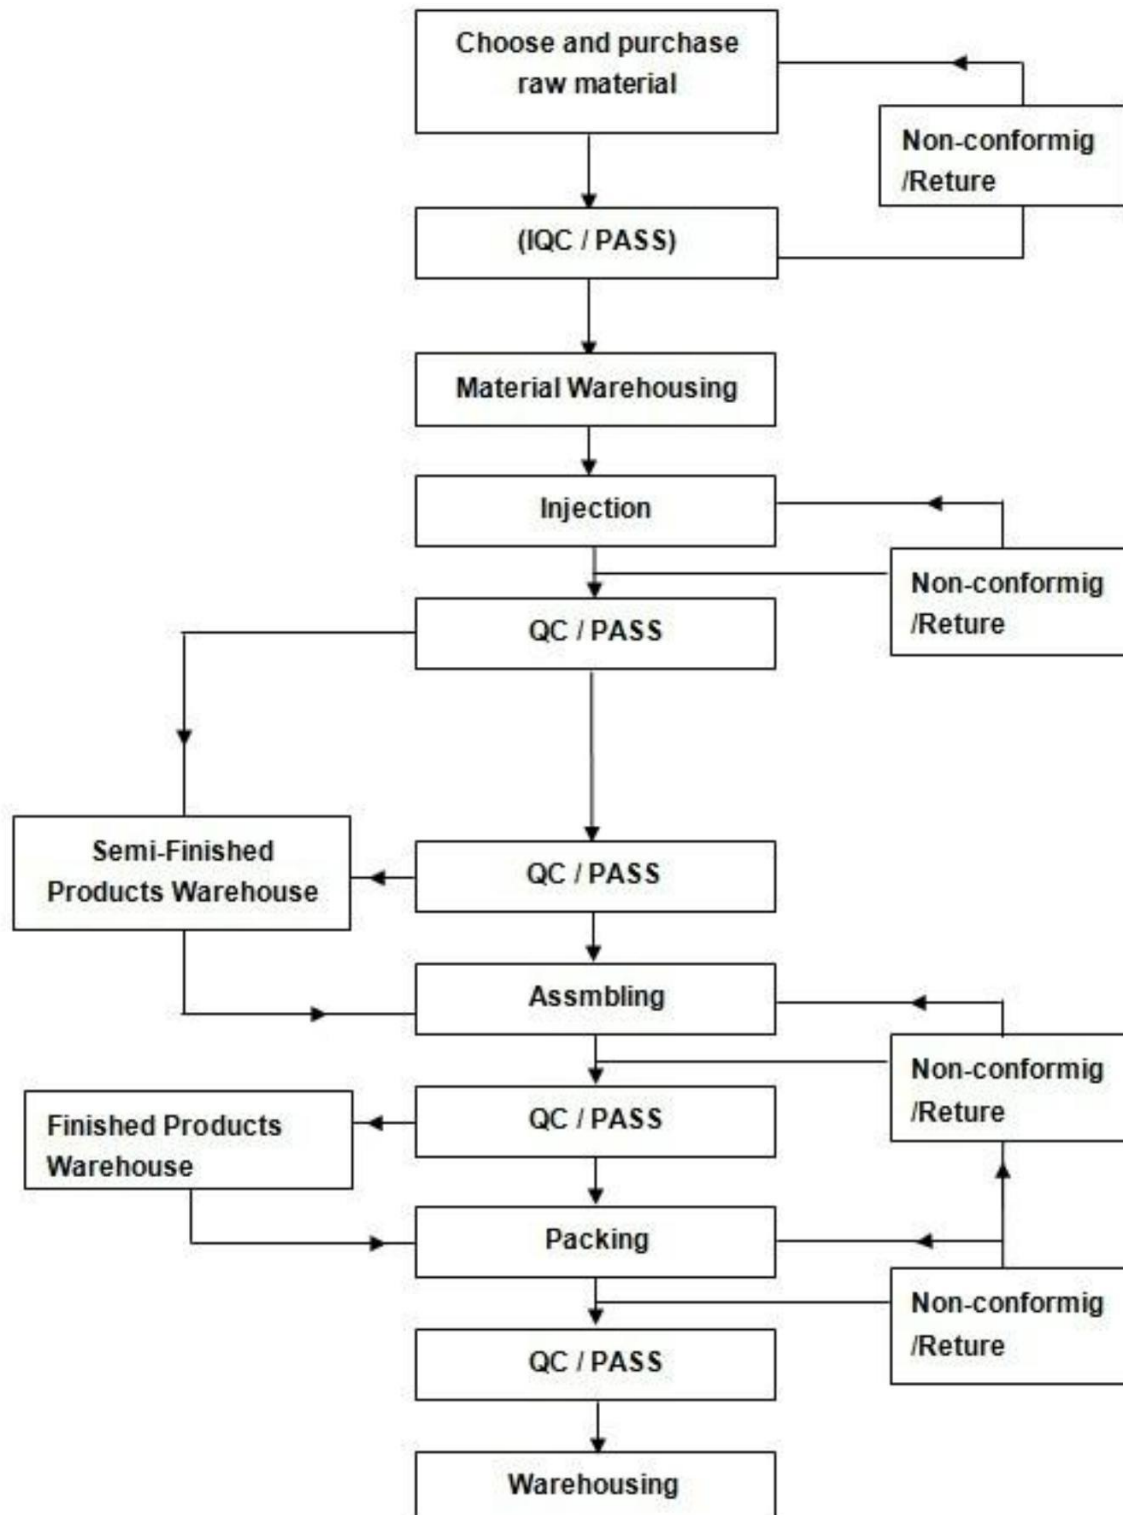 Choose and purchase
raw material
Non-conformig
/Reture
(IQC / PASS)
Material Warehousing
Injection
Non-conformig
/Reture
QC / PASS
Semi-Finished
Products Warehouse
QC / PASS
Assmbling
Non-conformig
/Reture
Finished Products
Warehouse
QC / PASS
Packing
Non-conformig
/Reture
QC / PASS
Warehousing